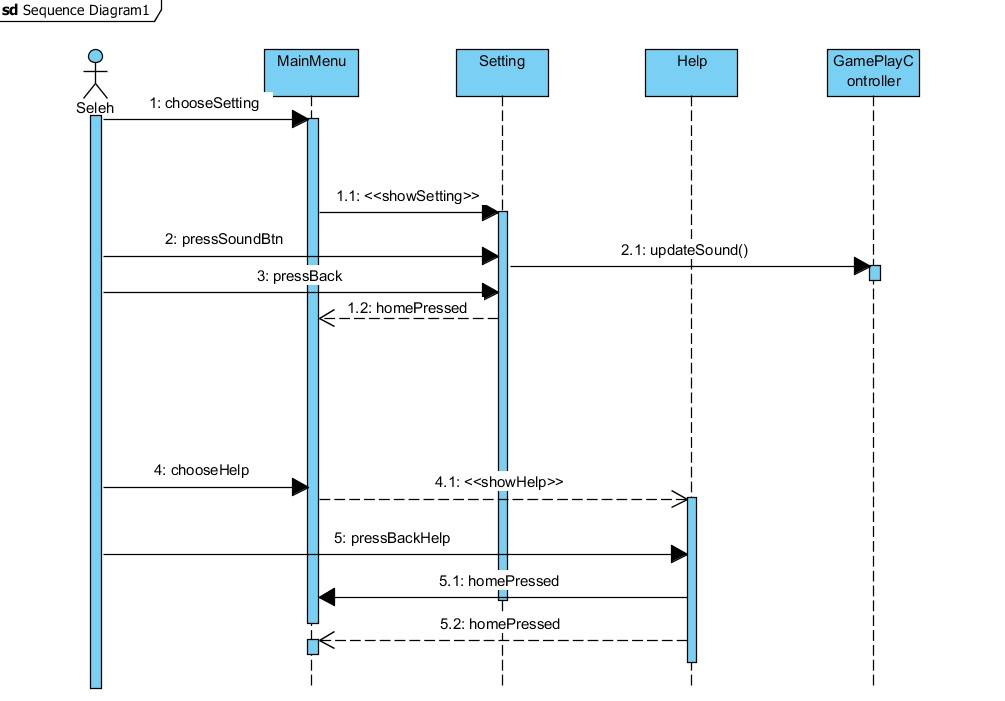 sd Sequence Diagram1
MainMenu
Setting
Help
GamePlayC
ontroller
Seleh
1: chooseSetting
1.1: <<showSetting>>
2: pressSoundBtn
2.1: updateSound()
3: pressBack
1.2: homePressed
4: chooseHelp
4.1: <<showHelp>>
5: pressBackHelp
5.1: homePressed
5.2: homePressed